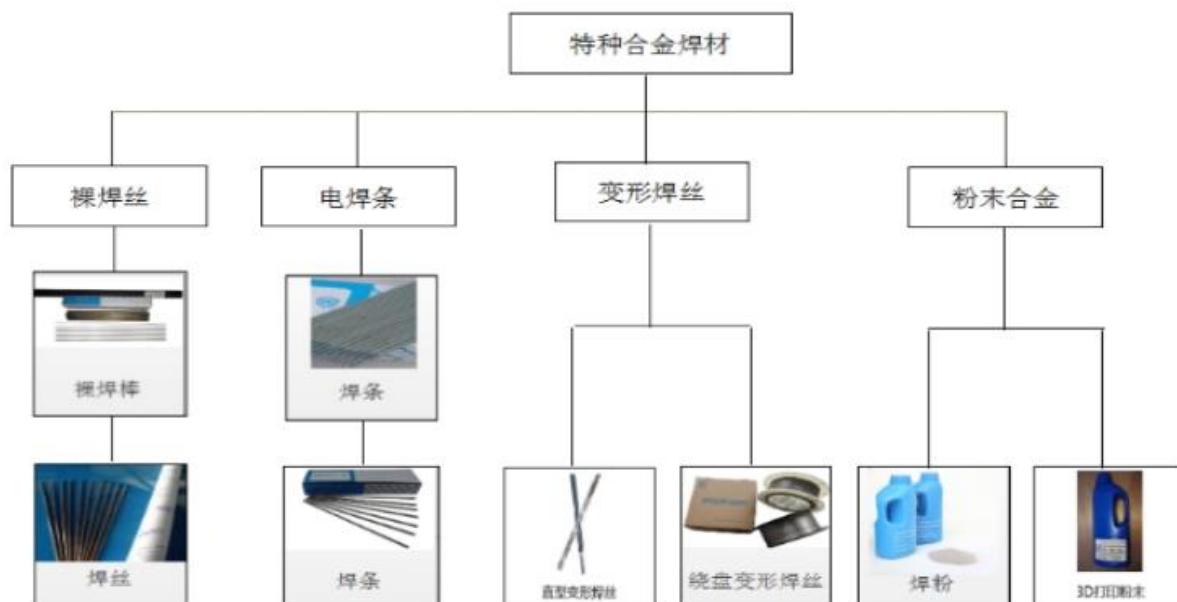 特种合金焊材
裸焊丝
电焊条
变形焊丝
粉末合金
裸焊棒
焊条
焊丝
焊条
直型变形焊丝
绕盘变形焊丝
焊粉
3D打印粉末